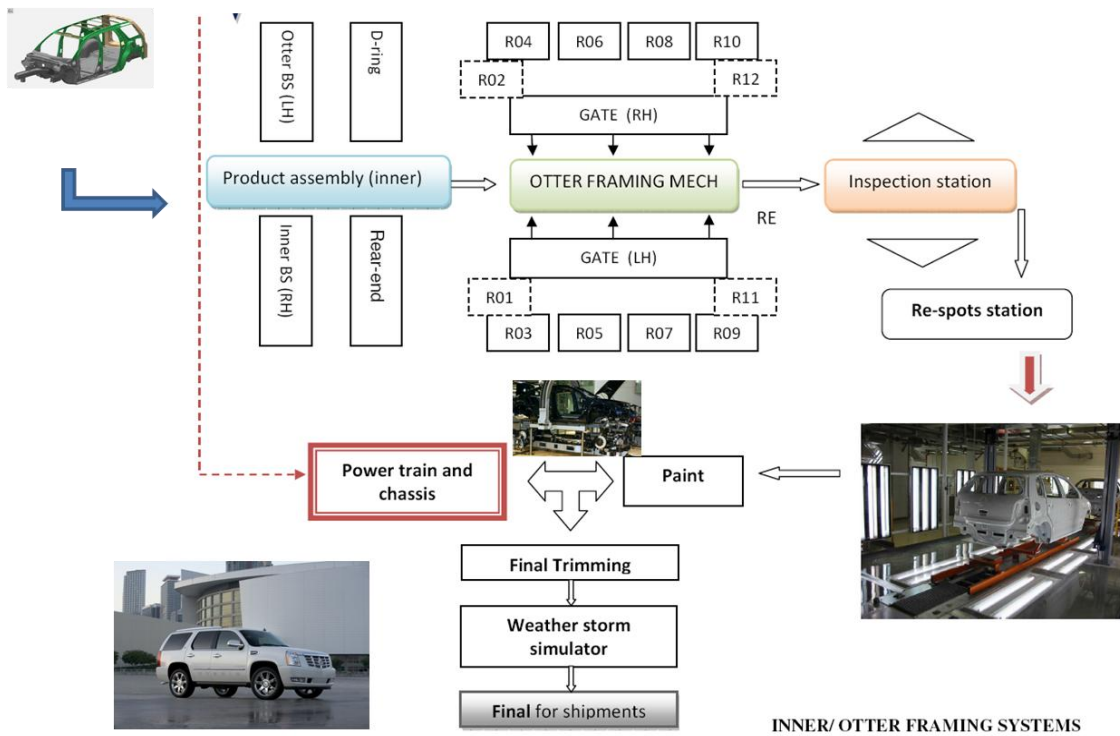 Otter BS (LH)
D-ring
R04
R06
R08
R10
R02
R12
GATE (RH)
Product assembly (inner)
OTTER FRAMING MECH
Inspection station
RE
Inner BS (RH)
Rear-end
GATE (LH)
R01
R11
R03
R05
R07
R09
Re-spots station
Power train and
chassis
Paint
Final Trimming
Weather storm
simulator
Final for shipments
INNER/ OTTER FRAMING SYSTEMS